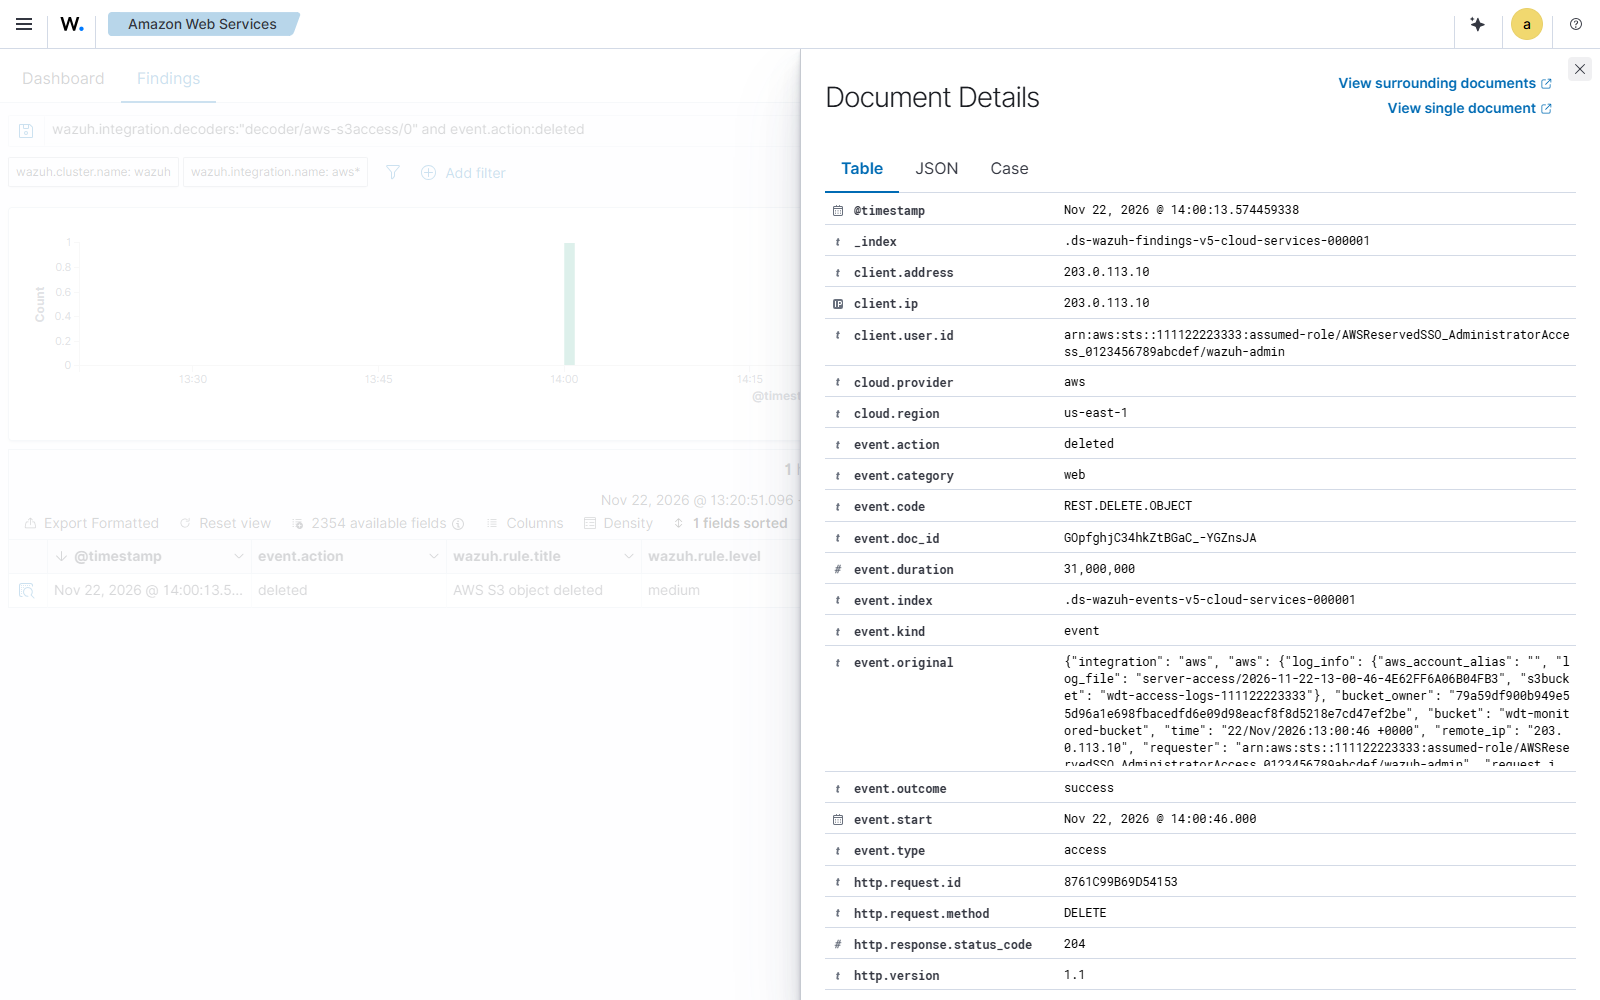 W.
Amazon Web Services
a
Dashboard
Findings
wazuh.integration.decoders:"decoder/aws-s3access/0" and event.action:deleted
wazuh.cluster.name: wazuh
wazuh.integration.name: aws*
Add filter
Count
1
0.8
0.6
0.4
0.2
0
13:30
13:45
14:00
14:15
@timest
1
Nov 22, 2026 @ 13:20:51.096 -
Export Formatted
Reset view
2354 available fields
Columns
Density
1 fields sorted
@timestamp
event.action
wazuh.rule.title
wazuh.rule.level
Nov 22, 2026 @ 14:00:13.5...
deleted
AWS S3 object deleted
medium
Document Details
View surrounding documents
View single document
Table
JSON
Case
@timestamp Nov 22, 2026 @ 14:00:13.574459338
t _index .ds-wazuh-findings-v5-cloud-services-000001
t client.address 203.0.113.10
IP client.ip 203.0.113.10
t client.user.id arn:aws:sts::111122223333:assumed-role/AWSReservedSSO_AdministratorAcce
ss_0123456789abcdef/wazuh-admin
t cloud.provider aws
t cloud.region us-east-1
t event.action deleted
t event.category web
t event.code REST.DELETE.OBJECT
t event.doc_id GOpfghjC34hkZtBGaC_-YGZnsJA
# event.duration 31,000,000
t event.index .ds-wazuh-events-v5-cloud-services-000001
t event.kind event
t event.original {"integration": "aws", "aws": {"log_info": {"aws_account_alias": "", "l
og_file": "server-access/2026-11-22-13-00-46-4E62FF6A06B04FB3", "s3buck
et": "wdt-access-logs-111122223333"}, "bucket_owner": "79a59df900b949e5
5d96a1e698fbacedfd6e09d98eacf8f8d5218e7cd47ef2be", "bucket": "wdt-monit
ored-bucket", "time": "22/Nov/2026:13:00:46 +0000", "remote_ip": "203.
0.113.10", "requester": "arn:aws:sts::111122223333:assumed-role/AWSRese
rvedSSO_AdministratorAccess_0123456789abcdef/wazuh-admin", "request_i
t event.outcome success
event.start Nov 22, 2026 @ 14:00:46.000
t event.type access
t http.request.id 8761C99B69D54153
t http.request.method DELETE
# http.response.status_code 204
t http.version 1.1